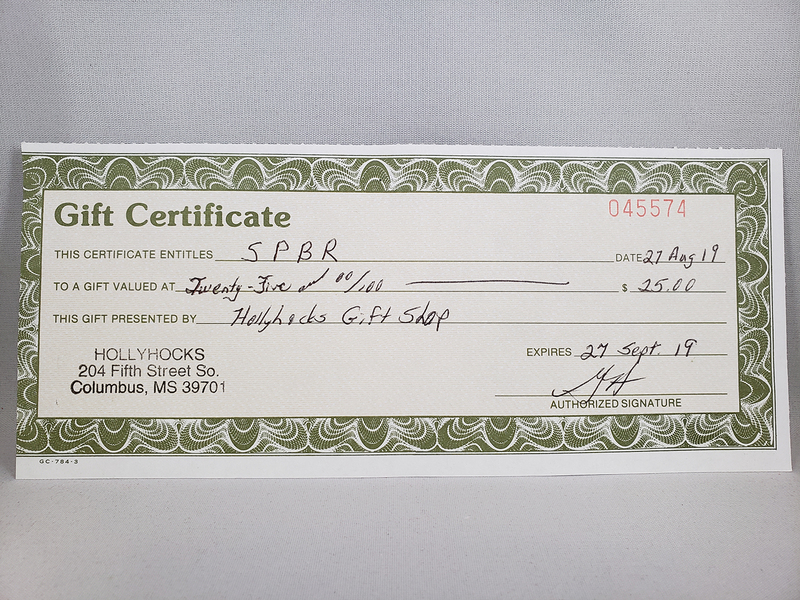 Gift Certificate
045574
THIS CERTIFICATE ENTITLES SPBR DATE 27 Aug 19
TO A GIFT VALUED AT Twenty-Five 00/100 $ 25.00
THIS GIFT PRESENTED BY Hollyhocks Gift Shop
HOLLYHOCKS
204 Fifth Street So.
Columbus, MS 39701
EXPIRES 27 Sept. 19
AUTHORIZED SIGNATURE
GC-784-3